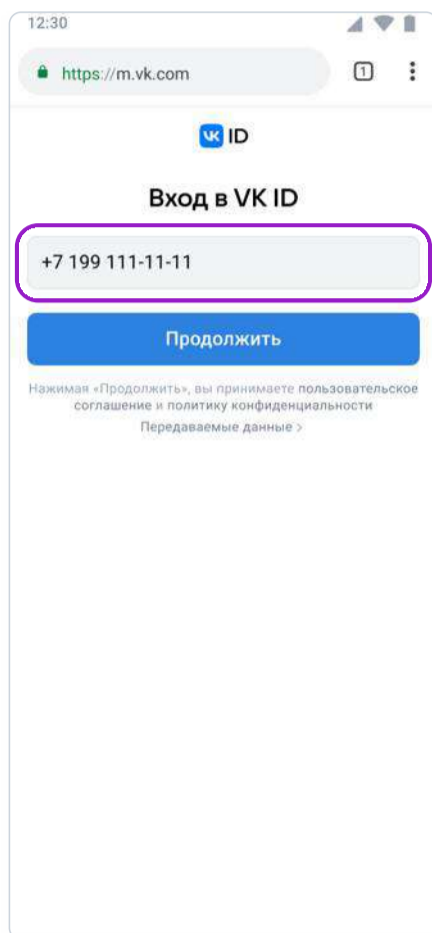 12:30
https://m.vk.com
1
VK ID
Вход в VK ID
+7 199 111-11-11
Продолжить
Нажимая «Продолжить», вы принимаете пользовательское
соглашение и политику конфиденциальности
Передаваемые данные >